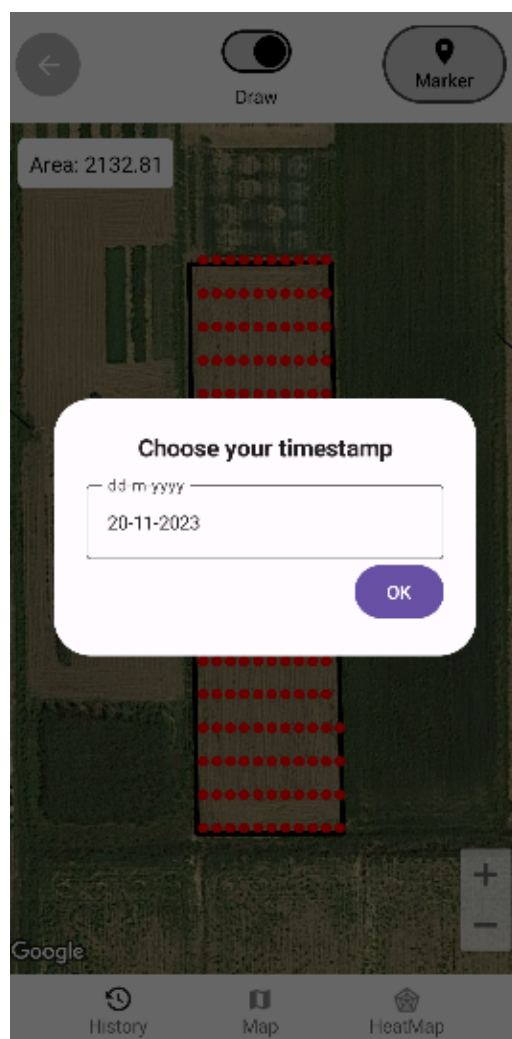 Draw
Marker
Area: 2132.81
Choose your timestamp
dd-m-yyyy
20-11-2023
OK
Google
History
Map
HeatMap